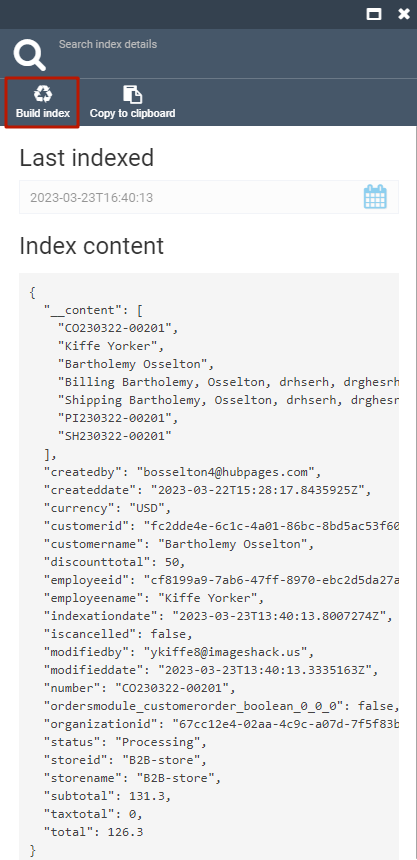 Search index details
Build index
Copy to clipboard
Last indexed
2023-03-23T16:40:13
Index content
{
"__content": [
"CO230322-00201",
"Kiffe Yorker",
"Bartholemy Osselton",
"Billing Bartholemy, Osselton, drhserh, drghesrh
"Shipping Bartholemy, Osselton, drhserh, drghesr
"PI230322-00201",
"SH230322-00201"
],
"createdby": "bosselton4@hubpages.com",
"createddate": "2023-03-22T15:28:17.8435925Z",
"currency": "USD",
"customerid": "fc2dde4e-6c1c-4a01-86bc-8bd5ac53f60
"customername": "Bartholemy Osselton",
"discounttotal": 50,
"employeeid": "cf8199a9-7ab6-47ff-8970-ebc2d5da27a
"employeename": "Kiffe Yorker",
"indexationdate": "2023-03-23T13:40:13.8007274Z",
"iscancelled": false,
"modifiedby": "ykiffe8@imageshack.us",
"modifieddate": "2023-03-23T13:40:13.3335163Z",
"number": "CO230322-00201",
"ordersmodule_customerorder_boolean_0_0_0": false,
"organizationid": "67cc12e4-02aa-4c9c-a07d-7f5f83b
"status": "Processing",
"storeid": "B2B-store",
"storename": "B2B-store",
"subtotal": 131.3,
"taxtotal": 0,
"total": 126.3
}